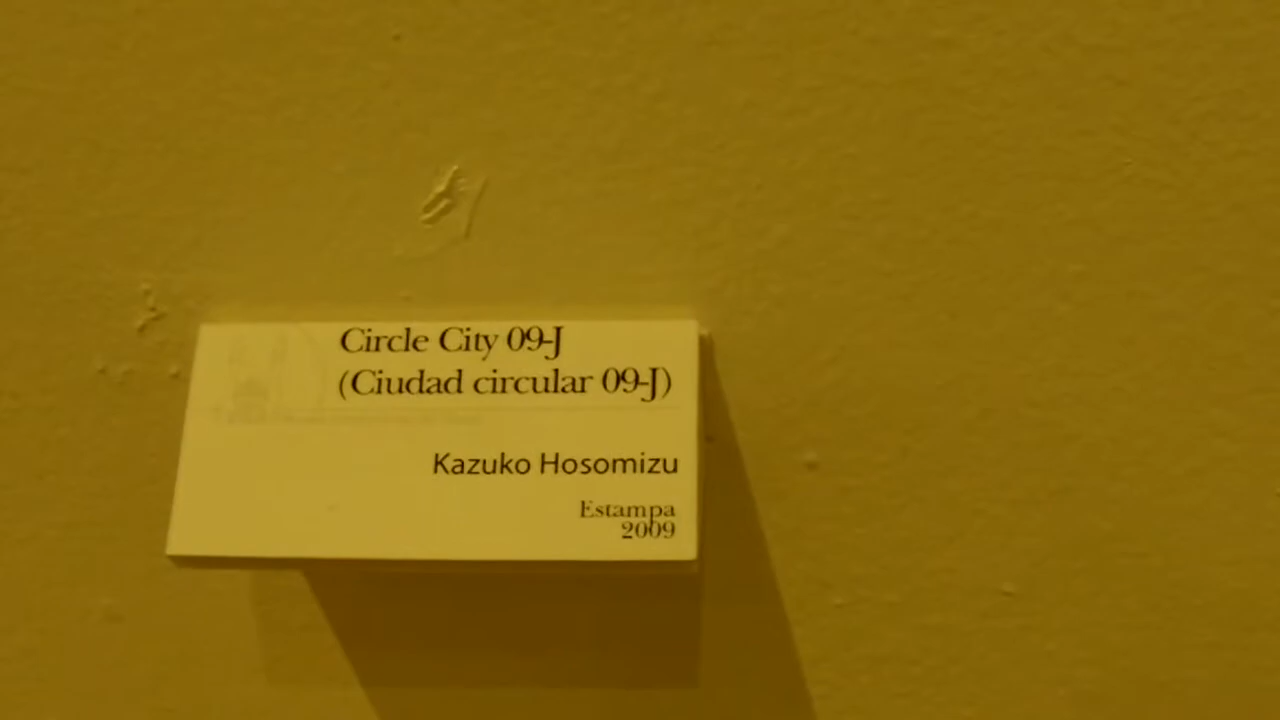 Circle City 09-J
(Ciudad circular 09-J)
Kazuko Hosomizu
Estampa
2009